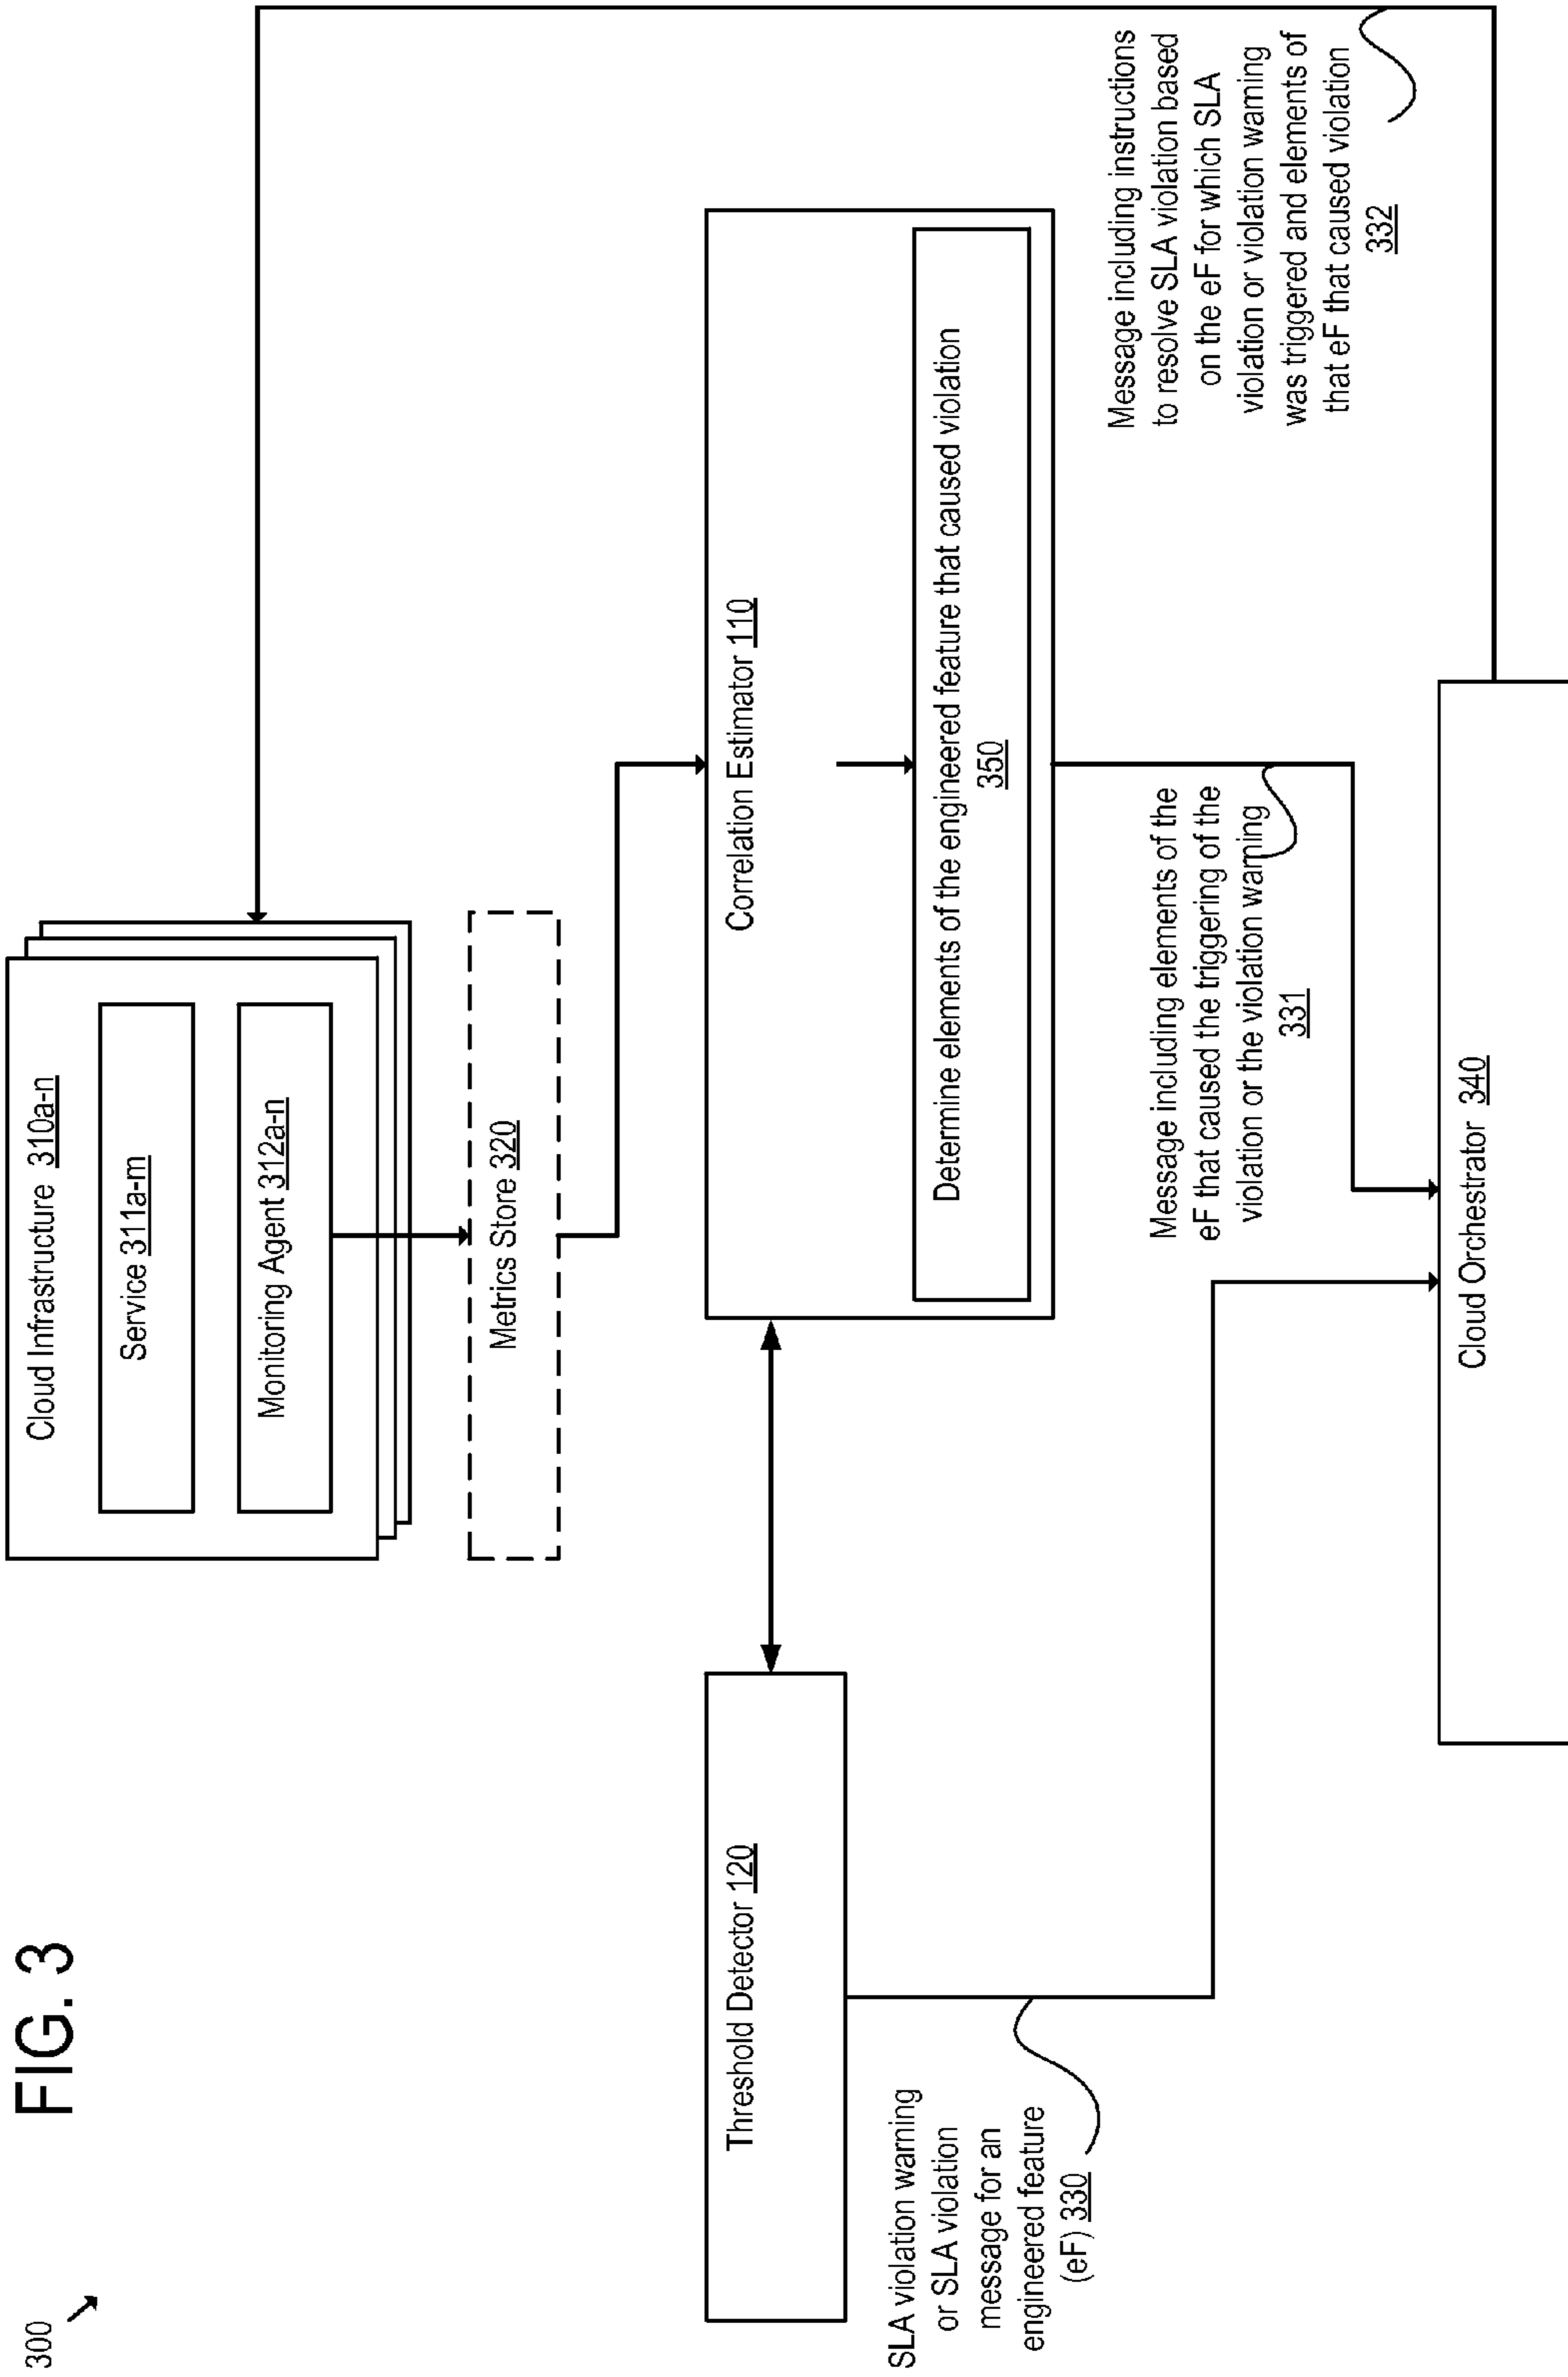 300
FIG. 3
Cloud Infrastructure 310a-n
Service 311a-m
Monitoring Agent 312a-n
Metrics Store 320
Threshold Detector 120
Correlation Estimator 110
Determine elements of the engineered feature that caused violation
350
SLA violation warning
or SLA violation
message for an
engineered feature
(eF) 330
Message including elements of the
eF that caused the triggering of the
violation or the violation warning
331
Message including instructions
to resolve SLA violation based
on the eF for which SLA
violation or violation warning
was triggered and elements of
that eF that caused violation
332
Cloud Orchestrator 340